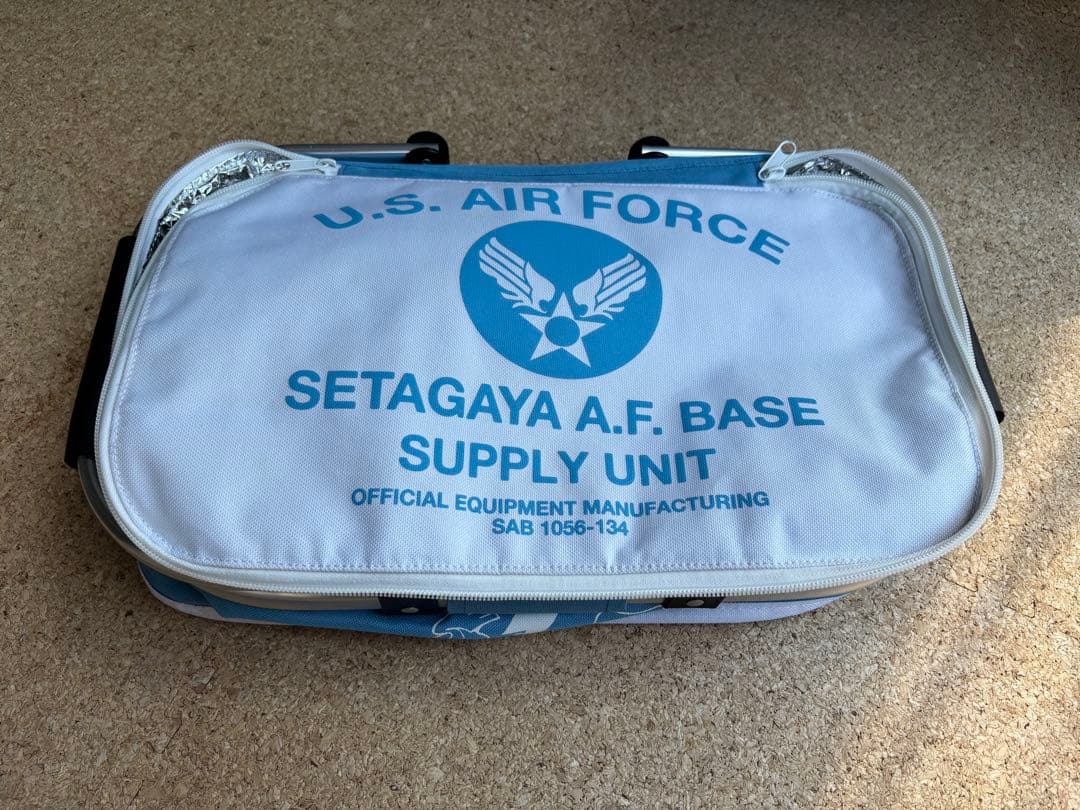 U.S. AIR FORCE
SETAGAYA A.F. BASE
SUPPLY UNIT
OFFICIAL EQUIPMENT MANUFACTURING
SAB 1056-134